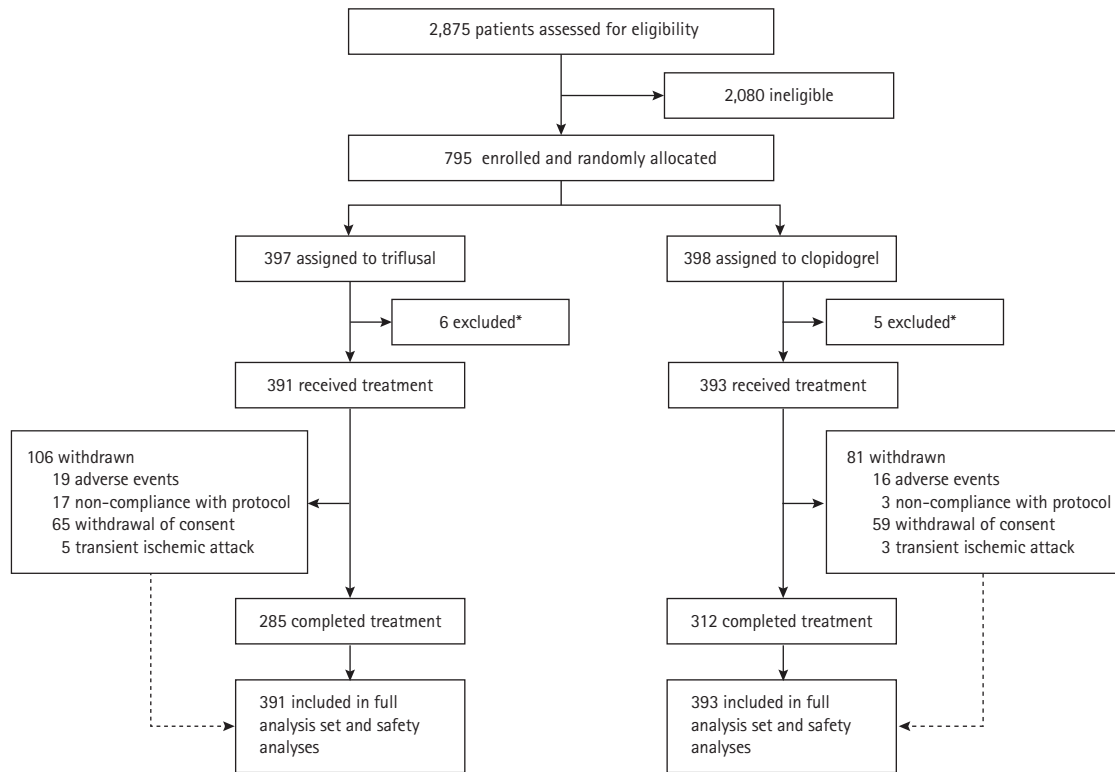 2,875 patients assessed for eligibility
2,080 ineligible
795 enrolled and randomly allocated
397 assigned to triflusal
398 assigned to clopidogrel
6 excluded*
5 excluded*
391 received treatment
393 received treatment
106 withdrawn
19 adverse events
17 non-compliance with protocol
65 withdrawal of consent
5 transient ischemic attack
81 withdrawn
16 adverse events
3 non-compliance with protocol
59 withdrawal of consent
3 transient ischemic attack
285 completed treatment
312 completed treatment
391 included in full
analysis set and safety
analyses
393 included in full
analysis set and safety
analyses